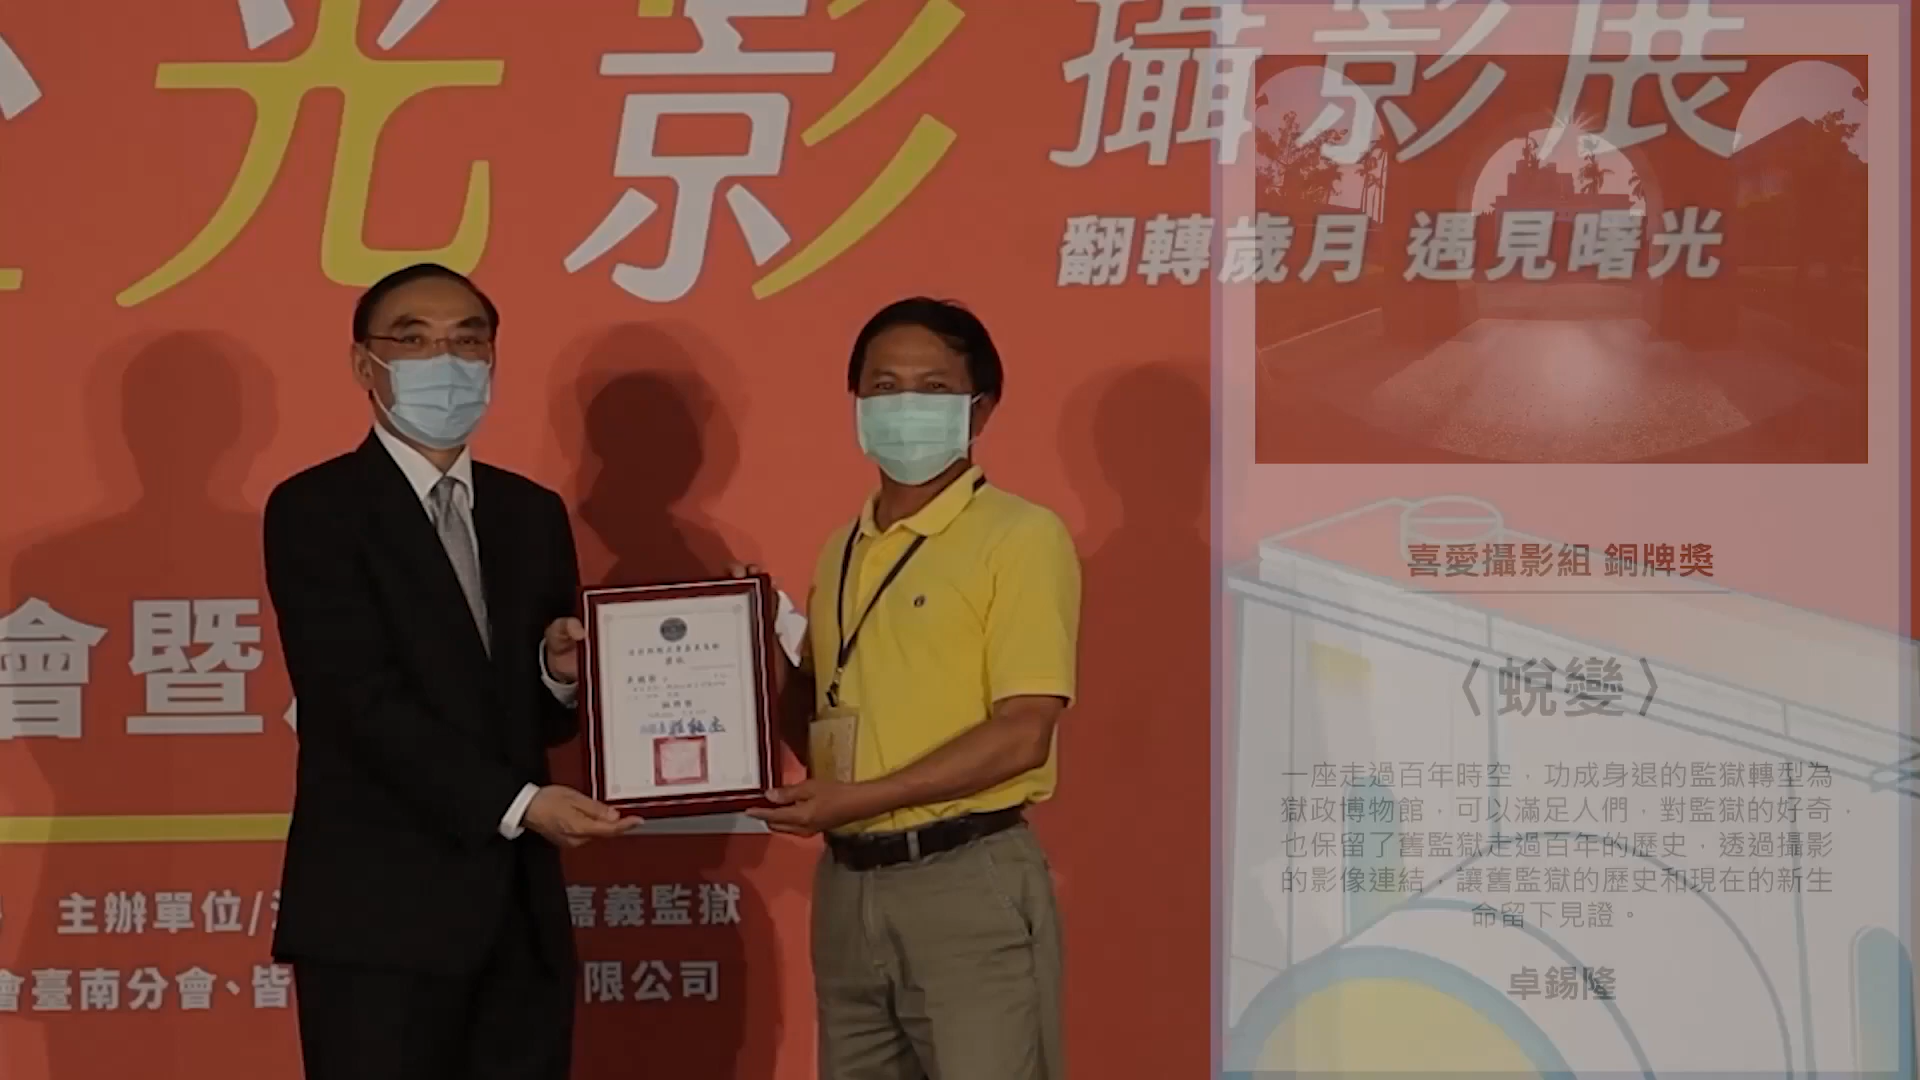 光影 攝影展
翻轉歲月 遇見曙光
會暨
主辦單位/
嘉義監獄
會臺南分會、皆
限公司
喜愛攝影組 銅牌獎
〈蛻變〉
一座走過百年時空，功成身退的監獄轉型為
獄政博物館，可以滿足人們，對監獄的好奇，
也保留了舊監獄走過百年的歷史，透過攝影
的影像連結，讓舊監獄的歷史和現在的新生
命留下見證。
卓錫隆